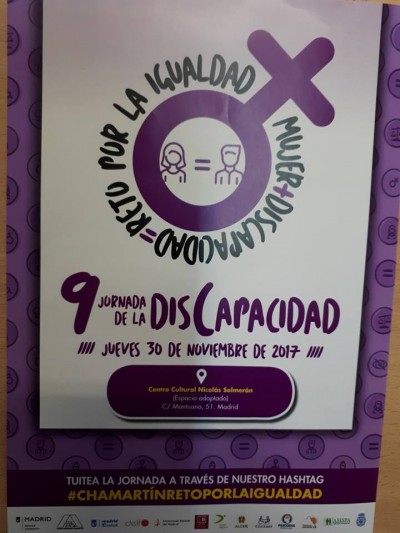 MUJER+DISCAPACIDAD=RETO POR LA IGUALDAD
9 JORNADA
DE LA DISCAPACIDAD
//// JUEVES 30 DE NOVIEMBRE DE 2017 ////
Centro Cultural Nicolás Salmerón
(Espacio adaptado)
C/ Mantuano, 51. Madrid
TUITEA LA JORNADA A TRAVÉS DE NUESTRO HASHTAG
#CHAMARTÍNRETOPORLAIGUALDAD
MADRID